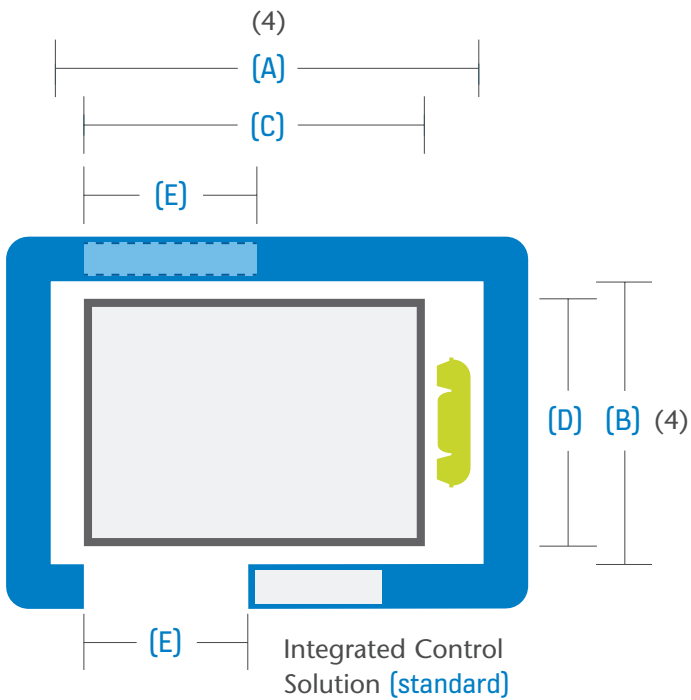 (4)
(A)
(C)
(E)
(D) (B) (4)
(E)
Integrated Control
Solution (standard)